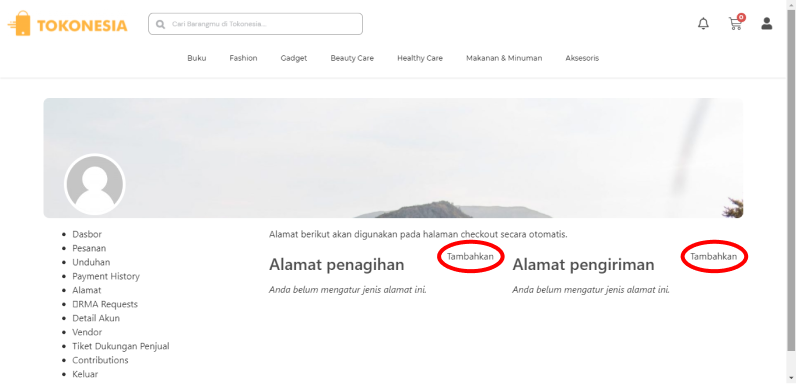 TOKONESIA
Cari Barangmu di Tokonesia...
0
Buku Fashion Gadget Beauty Care Healthy Care Makanan & Minuman Aksesoris
Dasbor
Pesanan
Unduhan
Payment History
Alamat
RMA Requests
Detail Akun
Vendor
Tiket Dukungan Penjual
Contributions
Keluar
Alamat berikut akan digunakan pada halaman checkout secara otomatis.
Alamat penagihan
Tambahkan
Anda belum mengatur jenis alamat ini.
Alamat pengiriman
Tambahkan
Anda belum mengatur jenis alamat ini.